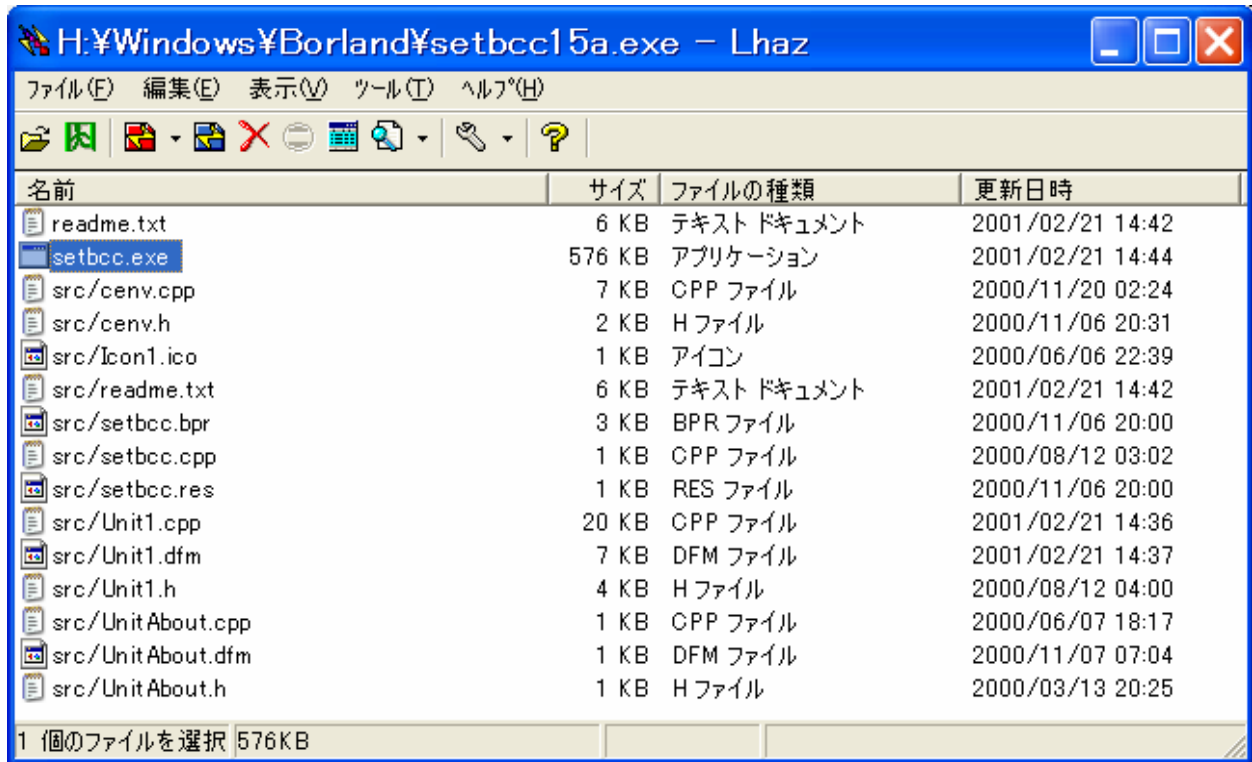 H:¥Windows¥Borland¥setbcc15a.exe - Lhaz
ファイル(F) 編集(E) 表示(V) ツール(T) ヘルプ(H)
名前 サイズ ファイルの種類 更新日時
readme.txt 6 KB テキスト ドキュメント 2001/02/21 14:42
setbcc.exe 576 KB アプリケーション 2001/02/21 14:44
src/cenv.cpp 7 KB CPP ファイル 2000/11/20 02:24
src/cenv.h 2 KB H ファイル 2000/11/06 20:31
src/Icon1.ico 1 KB アイコン 2000/06/06 22:39
src/readme.txt 6 KB テキスト ドキュメント 2001/02/21 14:42
src/setbcc.bpr 3 KB BPR ファイル 2000/11/06 20:00
src/setbcc.cpp 1 KB CPP ファイル 2000/08/12 03:02
src/setbcc.res 1 KB RES ファイル 2000/11/06 20:00
src/Unit1.cpp 20 KB CPP ファイル 2001/02/21 14:36
src/Unit1.dfm 7 KB DFM ファイル 2001/02/21 14:37
src/Unit1.h 4 KB H ファイル 2000/08/12 04:00
src/UnitAbout.cpp 1 KB CPP ファイル 2000/06/07 18:17
src/UnitAbout.dfm 1 KB DFM ファイル 2000/11/07 07:04
src/UnitAbout.h 1 KB H ファイル 2000/03/13 20:25
1 個のファイルを選択 576KB